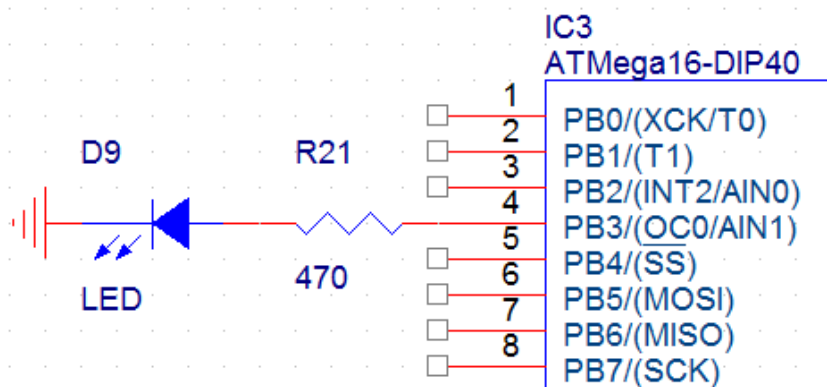 IC3
ATMega16-DIP40
1
PB0/(XCK/T0)
2
PB1/(T1)
3
PB2/(INT2/AIN0)
4
PB3/(OC0/AIN1)
5
PB4/(SS)
6
PB5/(MOSI)
7
PB6/(MISO)
8
PB7/(SCK)
D9
LED
R21
470